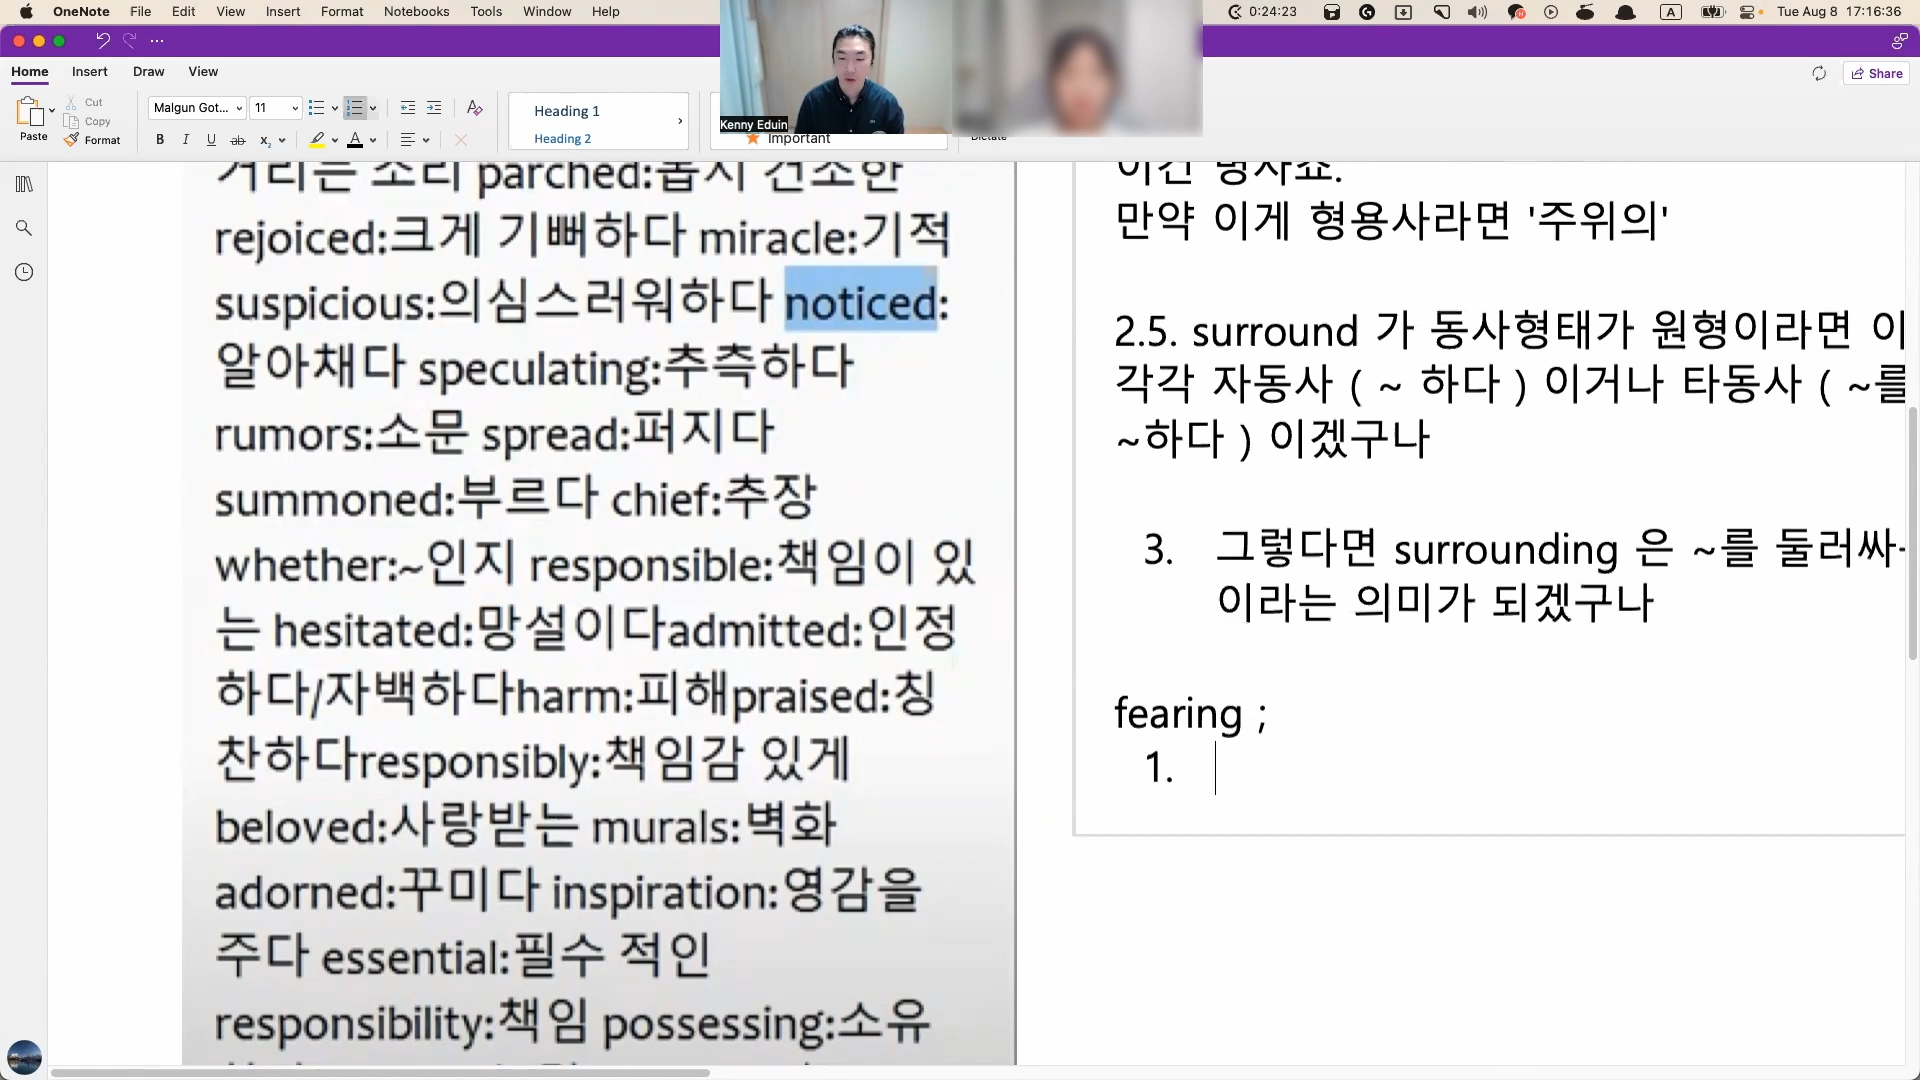 OneNote File Edit View Insert Format Notebooks Tools Window Help
0:24:23 A Tue Aug 8 17:16:36
Home Insert Draw View
Share
Paste
Cut
Copy
Format
Malgun Got... 11
B I U ab x₂ A
Heading 1
Heading 2
Important
Dictate
Kenny Eduin
거리는 소리 parched:몹시 건조한
rejoiced:크게 기뻐하다 miracle:기적
suspicious:의심스러워하다 noticed:
알아채다 speculating:추측하다
rumors:소문 spread:퍼지다
summoned:부르다 chief:추장
whether:~인지 responsible:책임이 있
는 hesitated:망설이다admitted:인정
하다/자백하다harm:피해praised:칭
찬하다responsibly:책임감 있게
beloved:사랑받는 murals:벽화
adorned:꾸미다 inspiration:영감을
주다 essential:필수 적인
responsibility:책임 possessing:소유
이건 명사죠.
만약 이게 형용사라면 '주위의'
2.5. surround 가 동사형태가 원형이라면 이
각각 자동사 ( ~ 하다 ) 이거나 타동사 ( ~를
~하다 ) 이겠구나
3. 그렇다면 surrounding 은 ~를 둘러싸
이라는 의미가 되겠구나
fearing ;
1.